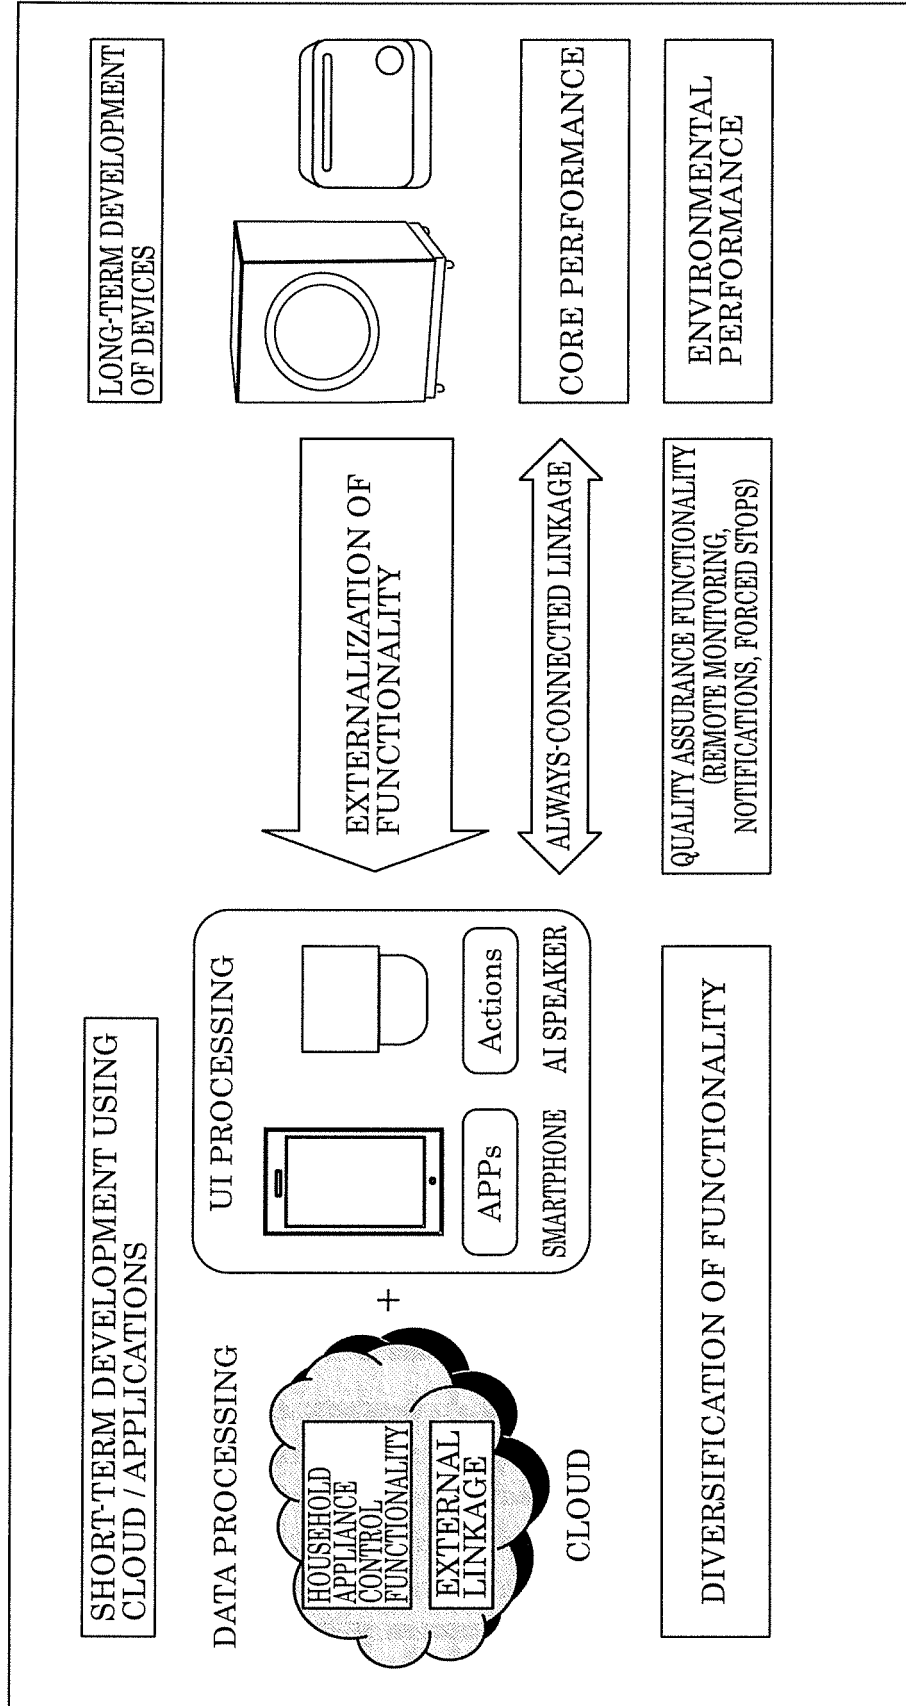 SHORT-TERM DEVELOPMENT USING
CLOUD / APPLICATIONS
LONG-TERM DEVELOPMENT
OF DEVICES
DATA PROCESSING
HOUSEHOLD
APPLIANCE
CONTROL
FUNCTIONALITY
EXTERNAL
LINKAGE
CLOUD
+
UI PROCESSING
APPs
SMARTPHONE
Actions
AI SPEAKER
EXTERNALIZATION OF
FUNCTIONALITY
ALWAYS-CONNECTED LINKAGE
CORE PERFORMANCE
DIVERSIFICATION OF FUNCTIONALITY
QUALITY ASSURANCE FUNCTIONALITY
(REMOTE MONITORING,
NOTIFICATIONS, FORCED STOPS)
ENVIRONMENTAL
PERFORMANCE